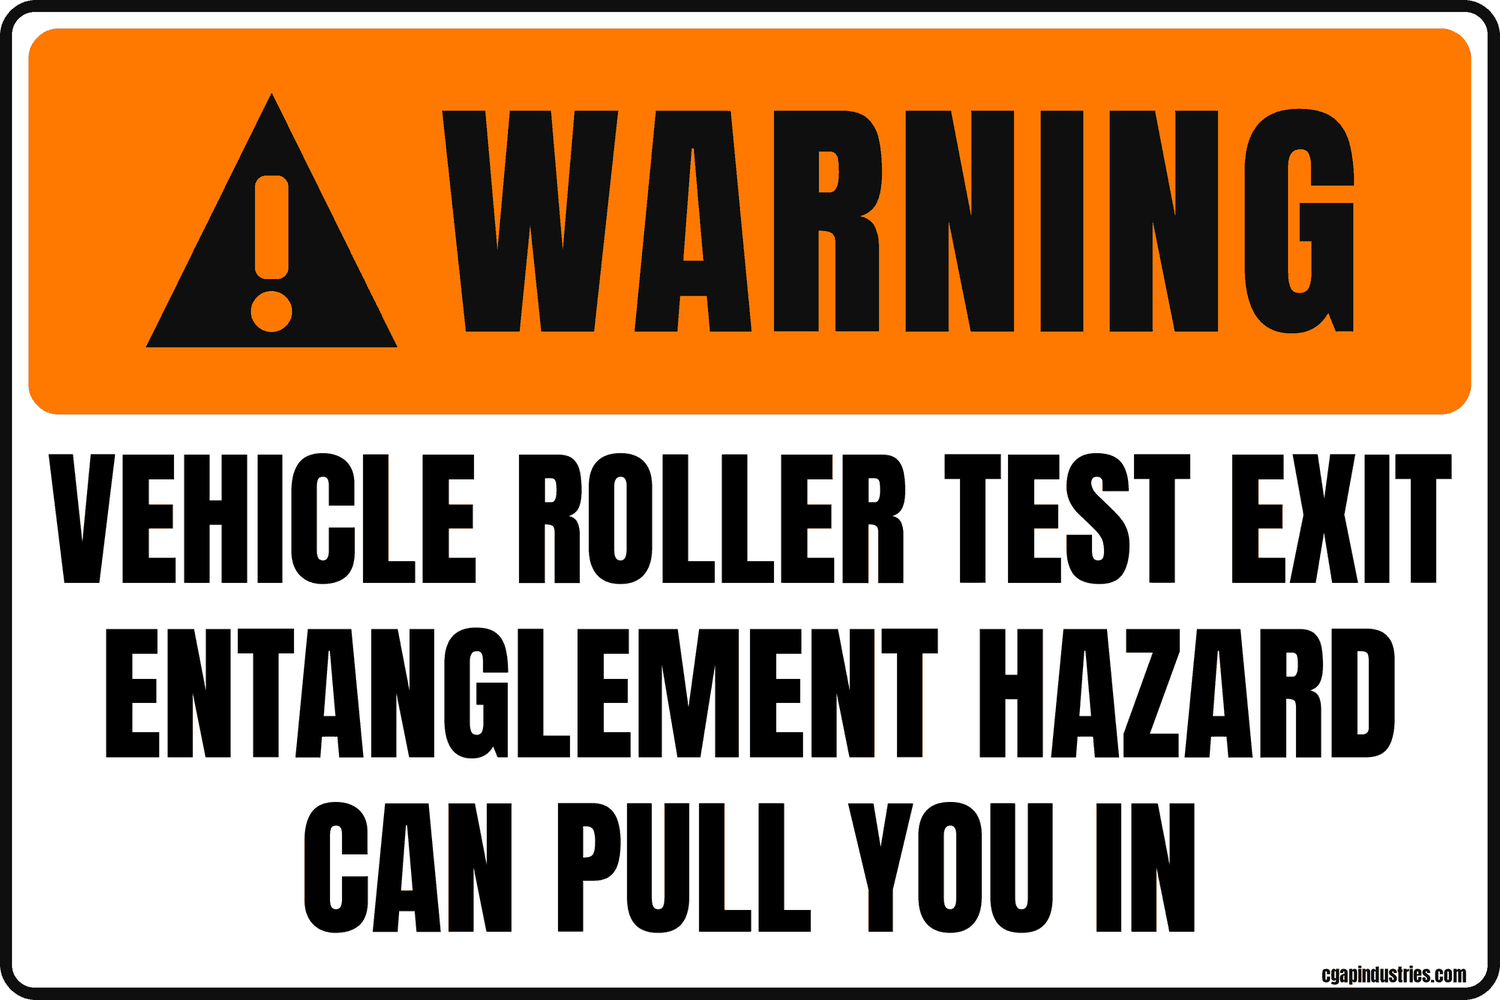 WARNING
VEHICLE ROLLER TEST EXIT
ENTANGLEMENT HAZARD
CAN PULL YOU IN
cgapindustries.com